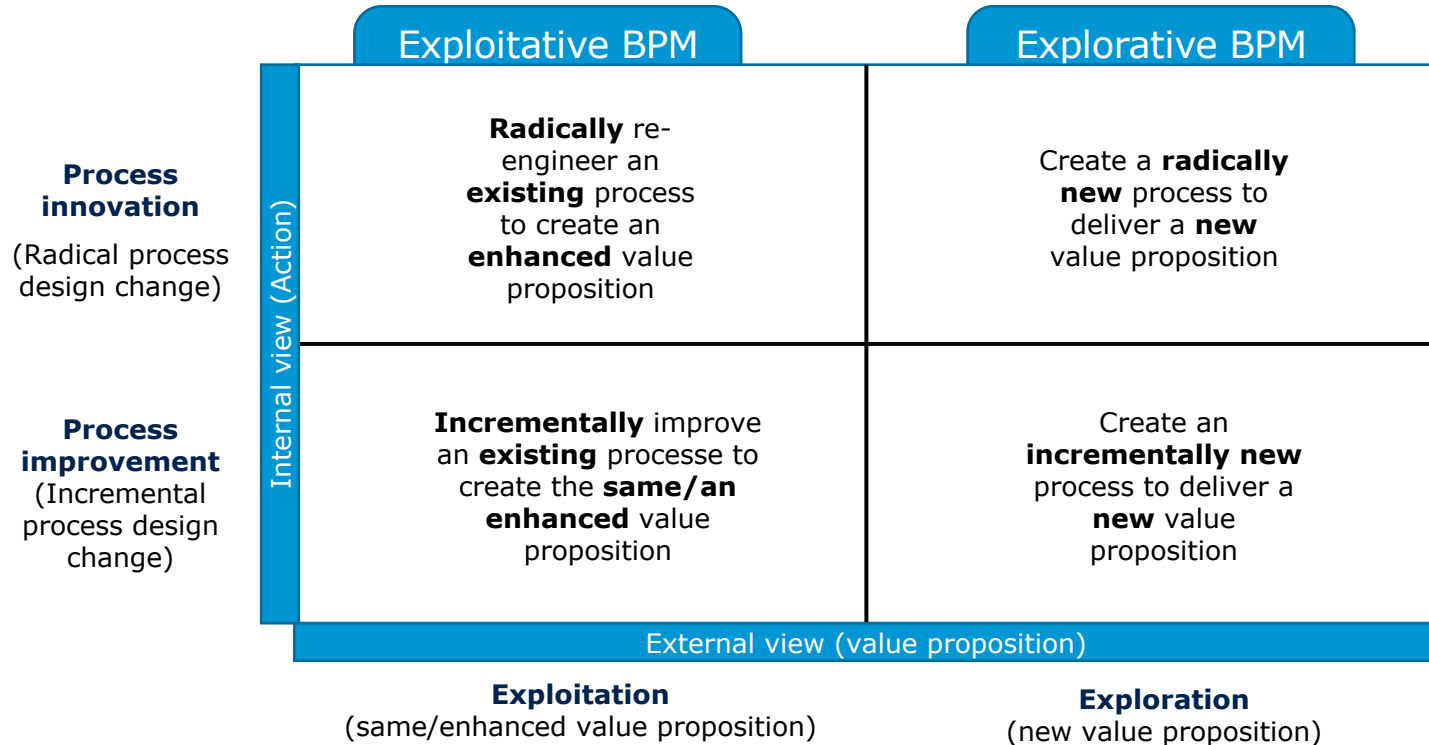 Exploitative BPM
Explorative BPM
Process
innovation
(Radical process
design change)
Internal view (Action)
Radically re-
engineer an
existing process
to create an
enhanced value
proposition
Create a radically
new process to
deliver a new
value proposition
Process
improvement
(Incremental
process design
change)
Incrementally improve
an existing processe to
create the same/an
enhanced value
proposition
Create an
incrementally new
process to deliver a
new value
proposition
External view (value proposition)
Exploitation
(same/enhanced value proposition)
Exploration
(new value proposition)